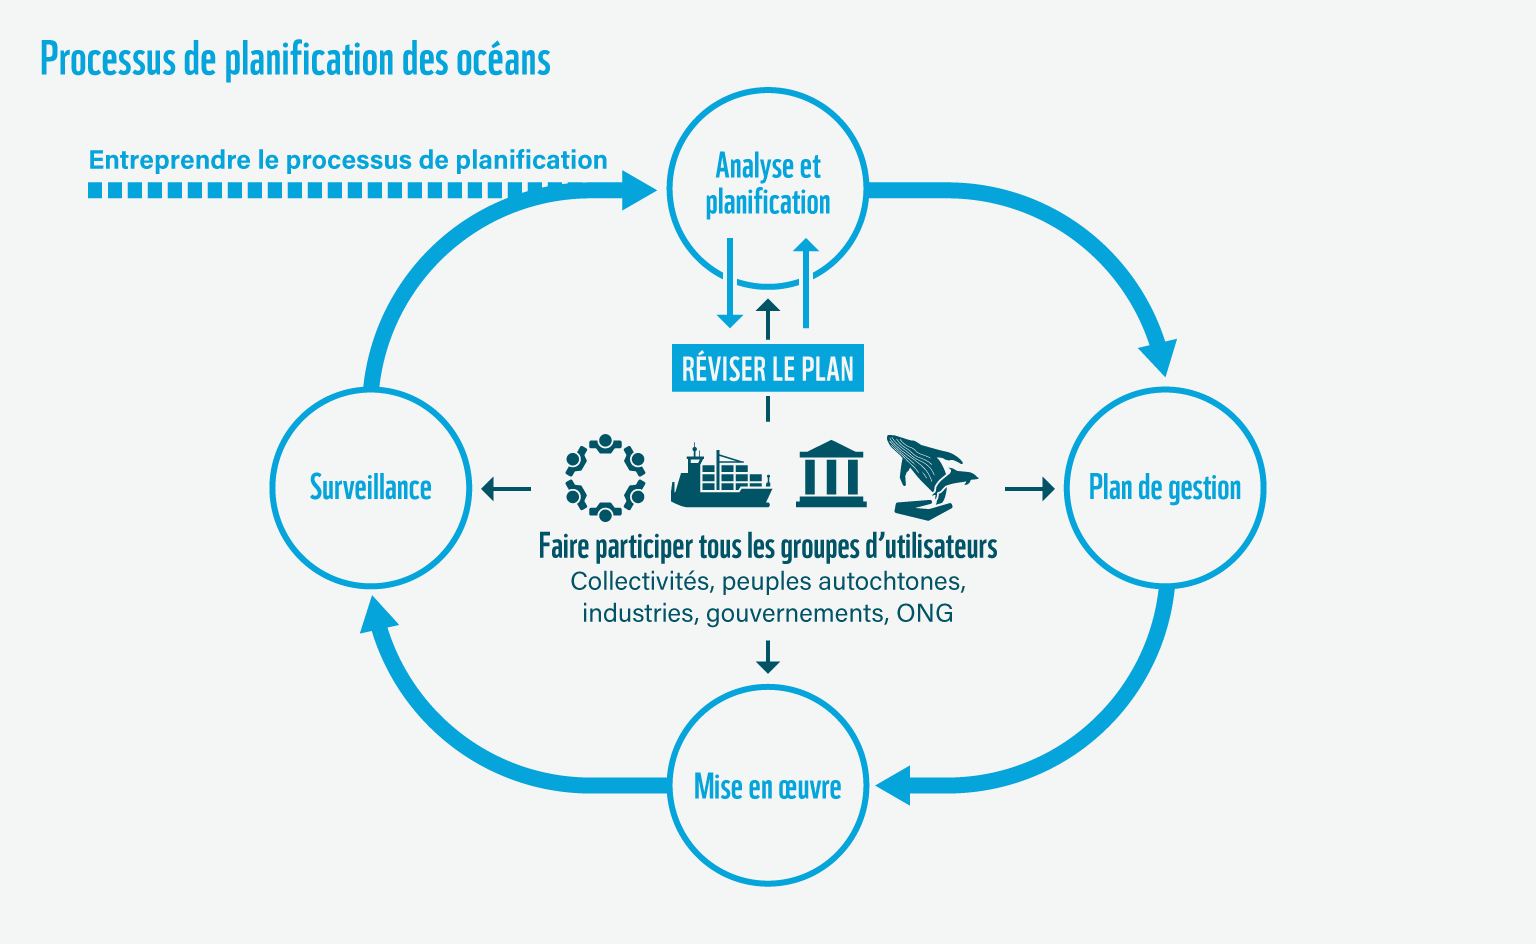 Processus de planification des océans
Entreprendre le processus de planification
Analyse et
planification
RÉVISER LE PLAN
Surveillance
Plan de gestion
Faire participer tous les groupes d’utilisateurs
Collectivités, peuples autochtones,
industries, gouvernements, ONG
Mise en œuvre